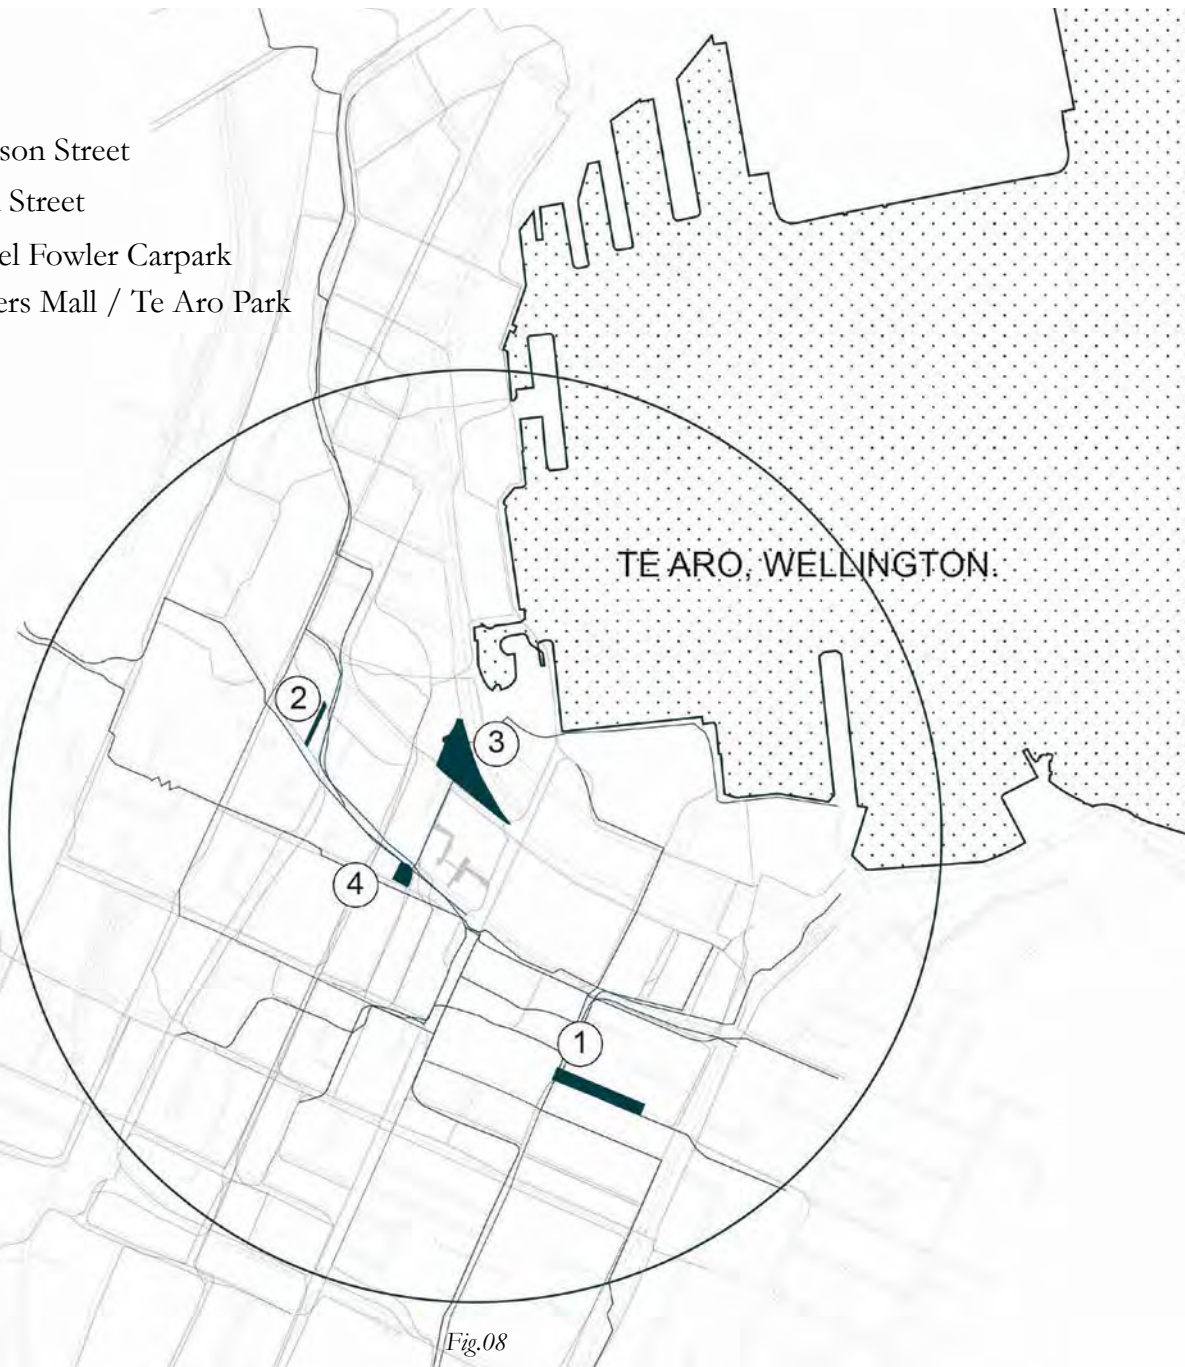 son Street
Street
el Fowler Carpark
ers Mall / Te Aro Park
TE ARO, WELLINGTON.
2
3
4
1
Fig.08